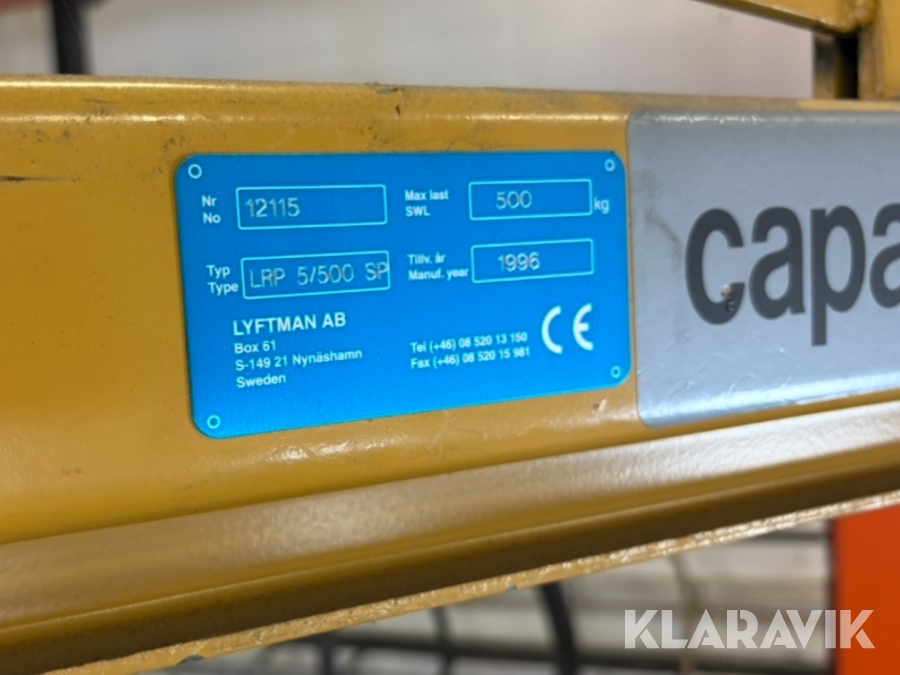 Nr
No
12115
Max last
SWL
500
kg
Typ
Type
LRP 5/500 SP
Tillv. år
Manuf. year
1996
LYFTMAN AB
Box 61
S-149 21 Nynäshamn
Sweden
Tel (+46) 08 520 13 150
Fax (+46) 08 520 15 981
CE
capa
KLARAVIK